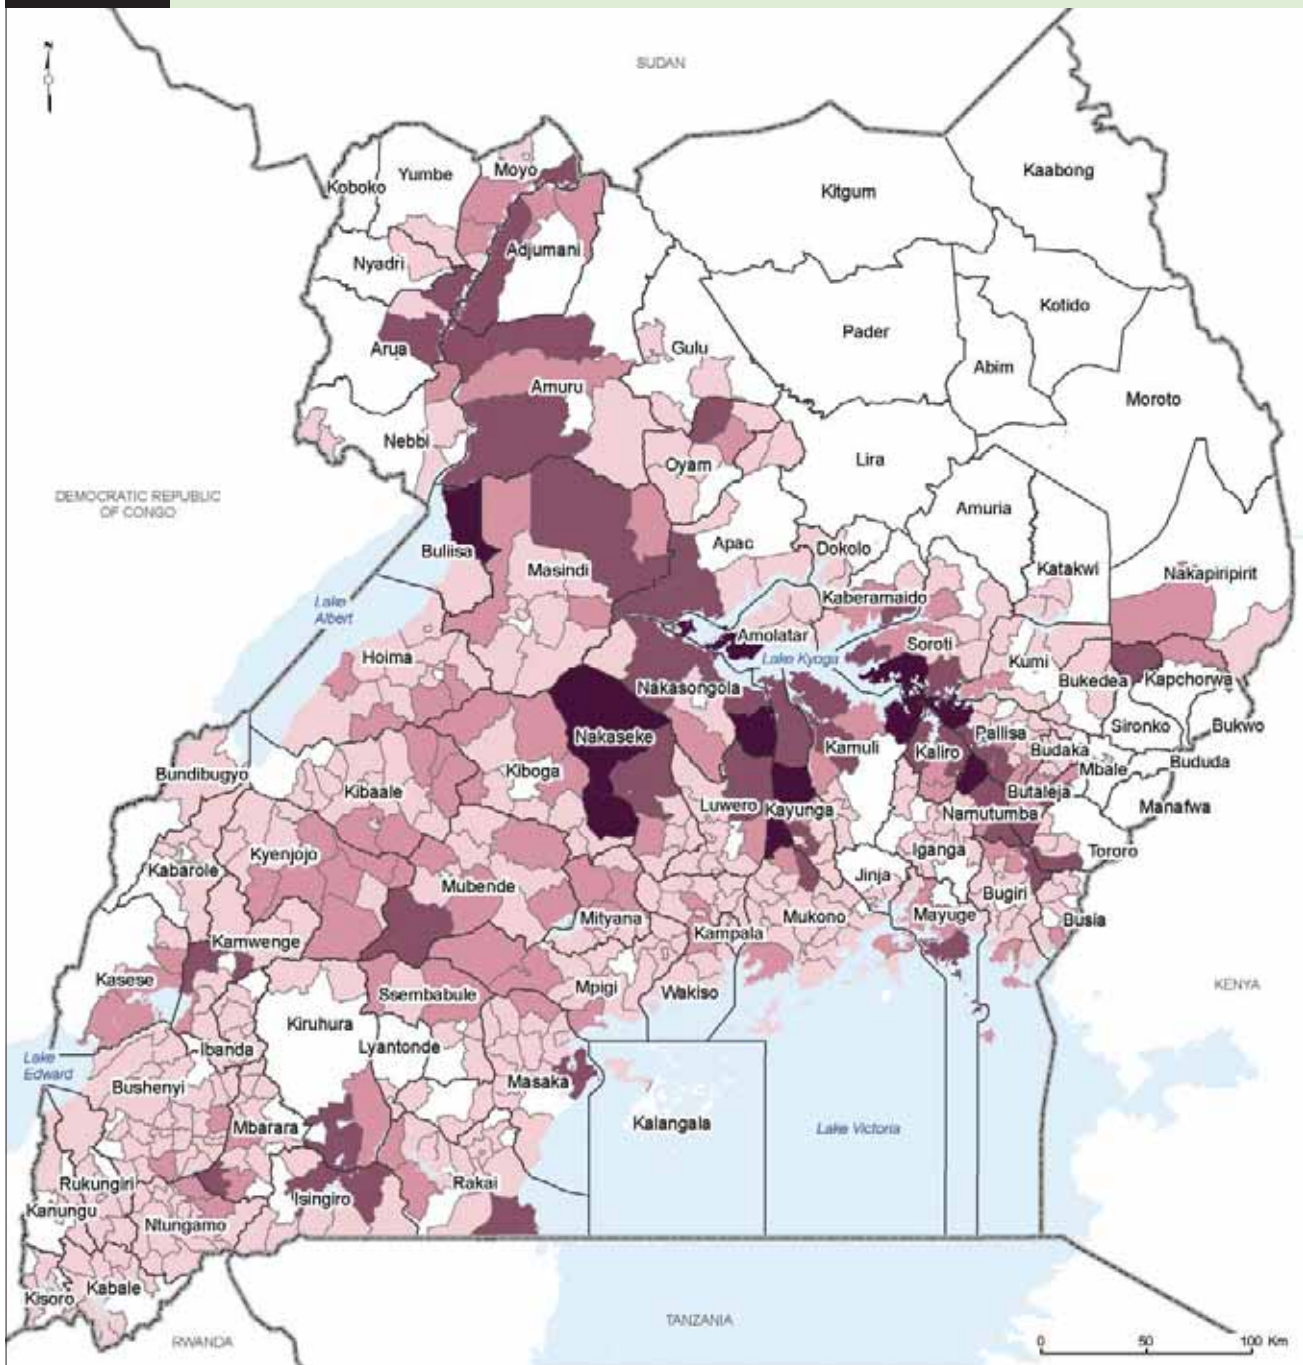 N
SUDAN
Kaabong
Koboko
Yumbe
Moyo
Kitgum
Nyadri
Adjumani
Kotido
Arua
Gulu
Pader
Abim
Amuru
Moroto
Nebbi
Oyam
Lira
DEMOCRATIC REPUBLIC
OF CONGO
Amuria
Buliisa
Apac
Dokolo
Masindi
Katakwi
Nakapiripirit
Lake
Albert
Kaberamaido
Amolatar
Soroti
Hoima
Lake Kyoga
Kumi
Bukedea
Kapchorwa
Nakasongola
Sironko
Bukwo
Nakaseke
Kamuli
Pallisa
Kaliro
Budaka
Bundibugyo
Kiboga
Mbale
Bududa
Kibaale
Butaleja
Luwero
Kayunga
Manafwa
Namutumba
Kyenjojo
Iganga
Tororo
Kabarole
Mubende
Jinja
Bugiri
Mityana
Mukono
Mayuge
Busia
Kamwenge
Kampala
Kasese
Ssembabule
Mpigi
Wakiso
KENYA
Kiruhura
Lake
Edward
Ibanda
Lyantonde
Bushenyi
Masaka
Mbarara
Kalangala
Lake Victoria
Rukungiri
Isingiro
Rakai
Kanungu
Ntungamo
Kabale
Kisoro
TANZANIA
RWANDA
0 50 100 Km